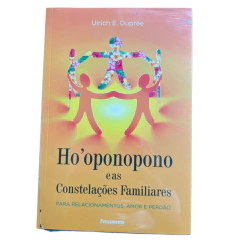 Ulrich E. Duprée
Ho'oponopono
e as
Constelações Familiares
PARA RELACIONAMENTOS, AMOR E PERDÃO